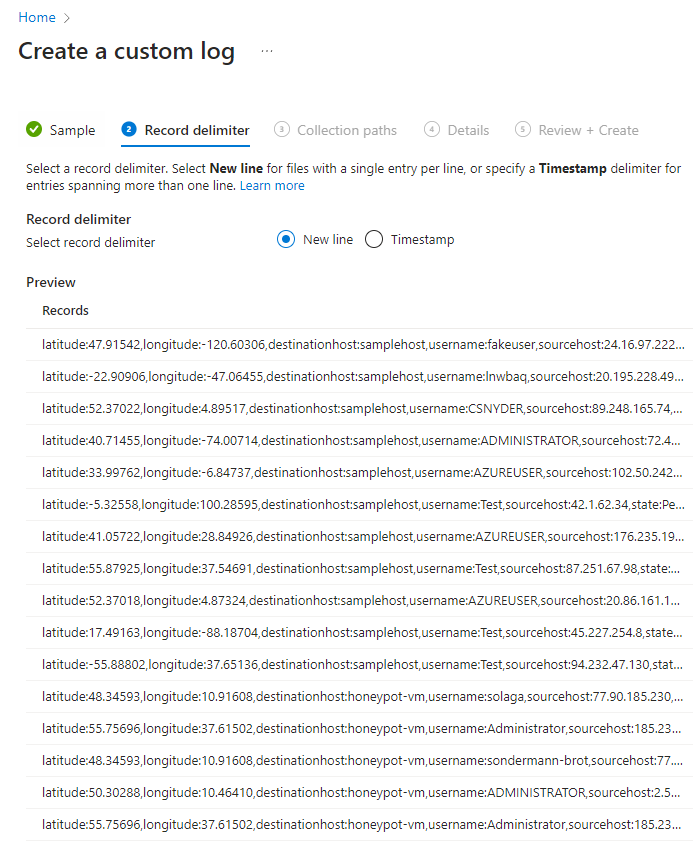 Home
Create a custom log ...
Sample 2 Record delimiter 3 Collection paths 4 Details 5 Review + Create
Select a record delimiter. Select New line for files with a single entry per line, or specify a Timestamp delimiter for
entries spanning more than one line. Learn more
Record delimiter
Select record delimiter New line Timestamp
Preview
Records
latitude:47.91542,longitude:-120.60306,destinationhost:samplehost,username:fakeuser,sourcehost:24.16.97.222...
latitude:-22.90906,longitude:-47.06455,destinationhost:samplehost,username:lnwbaq,sourcehost:20.195.228.49...
latitude:52.37022,longitude:4.89517,destinationhost:samplehost,username:CSNYDER,sourcehost:89.248.165.74,...
latitude:40.71455,longitude:-74.00714,destinationhost:samplehost,username:ADMINISTRATOR,sourcehost:72.4...
latitude:33.99762,longitude:-6.84737,destinationhost:samplehost,username:AZUREUSER,sourcehost:102.50.242...
latitude:-5.32558,longitude:100.28595,destinationhost:samplehost,username:Test,sourcehost:42.1.62.34,state:Pe...
latitude:41.05722,longitude:28.84926,destinationhost:samplehost,username:AZUREUSER,sourcehost:176.235.19...
latitude:55.87925,longitude:37.54691,destinationhost:samplehost,username:Test,sourcehost:87.251.67.98,state:...
latitude:52.37018,longitude:4.87324,destinationhost:samplehost,username:AZUREUSER,sourcehost:20.86.161.1...
latitude:17.49163,longitude:-88.18704,destinationhost:samplehost,username:Test,sourcehost:45.227.254.8,state...
latitude:-55.88802,longitude:37.65136,destinationhost:samplehost,username:Test,sourcehost:94.232.47.130,stat...
latitude:48.34593,longitude:10.91608,destinationhost:honeypot-vm,username:solaga,sourcehost:77.90.185.230,...
latitude:55.75696,longitude:37.61502,destinationhost:honeypot-vm,username:Administrator,sourcehost:185.23...
latitude:48.34593,longitude:10.91608,destinationhost:honeypot-vm,username:sondermann-brot,sourcehost:77....
latitude:50.30288,longitude:10.46410,destinationhost:honeypot-vm,username:ADMINISTRATOR,sourcehost:2.5...
latitude:55.75696,longitude:37.61502,destinationhost:honeypot-vm,username:Administrator,sourcehost:185.23...